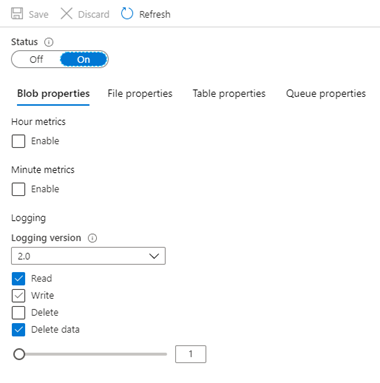 Save Discard Refresh
Status
Off On
Blob properties File properties Table properties Queue properties
Hour metrics
Enable
Minute metrics
Enable
Logging
Logging version
2.0
Read
Write
Delete
Delete data
1